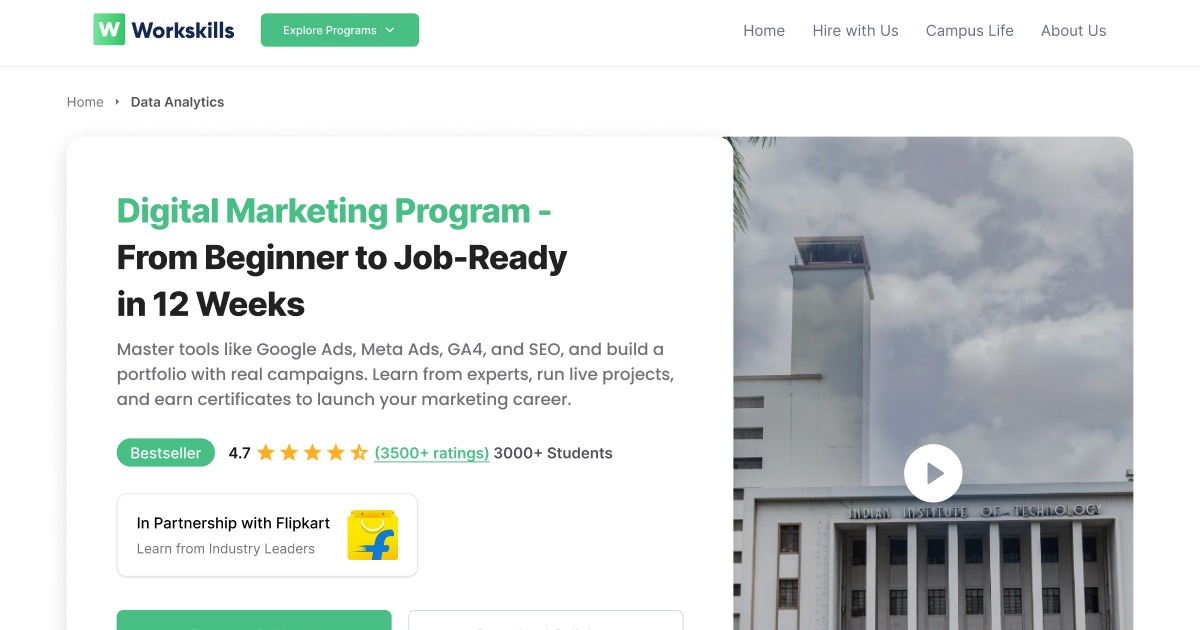 W Workskills
Explore Programs
Home Hire with Us Campus Life About Us
Home Data Analytics
Digital Marketing Program -
From Beginner to Job-Ready
in 12 Weeks
Master tools like Google Ads, Meta Ads, GA4, and SEO, and build a
portfolio with real campaigns. Learn from experts, run live projects,
and earn certificates to launch your marketing career.
Bestseller 4.7 (3500+ ratings) 3000+ Students
In Partnership with Flipkart
Learn from Industry Leaders
f
INDIAN INSTITUTE OF TECHNOLOGY